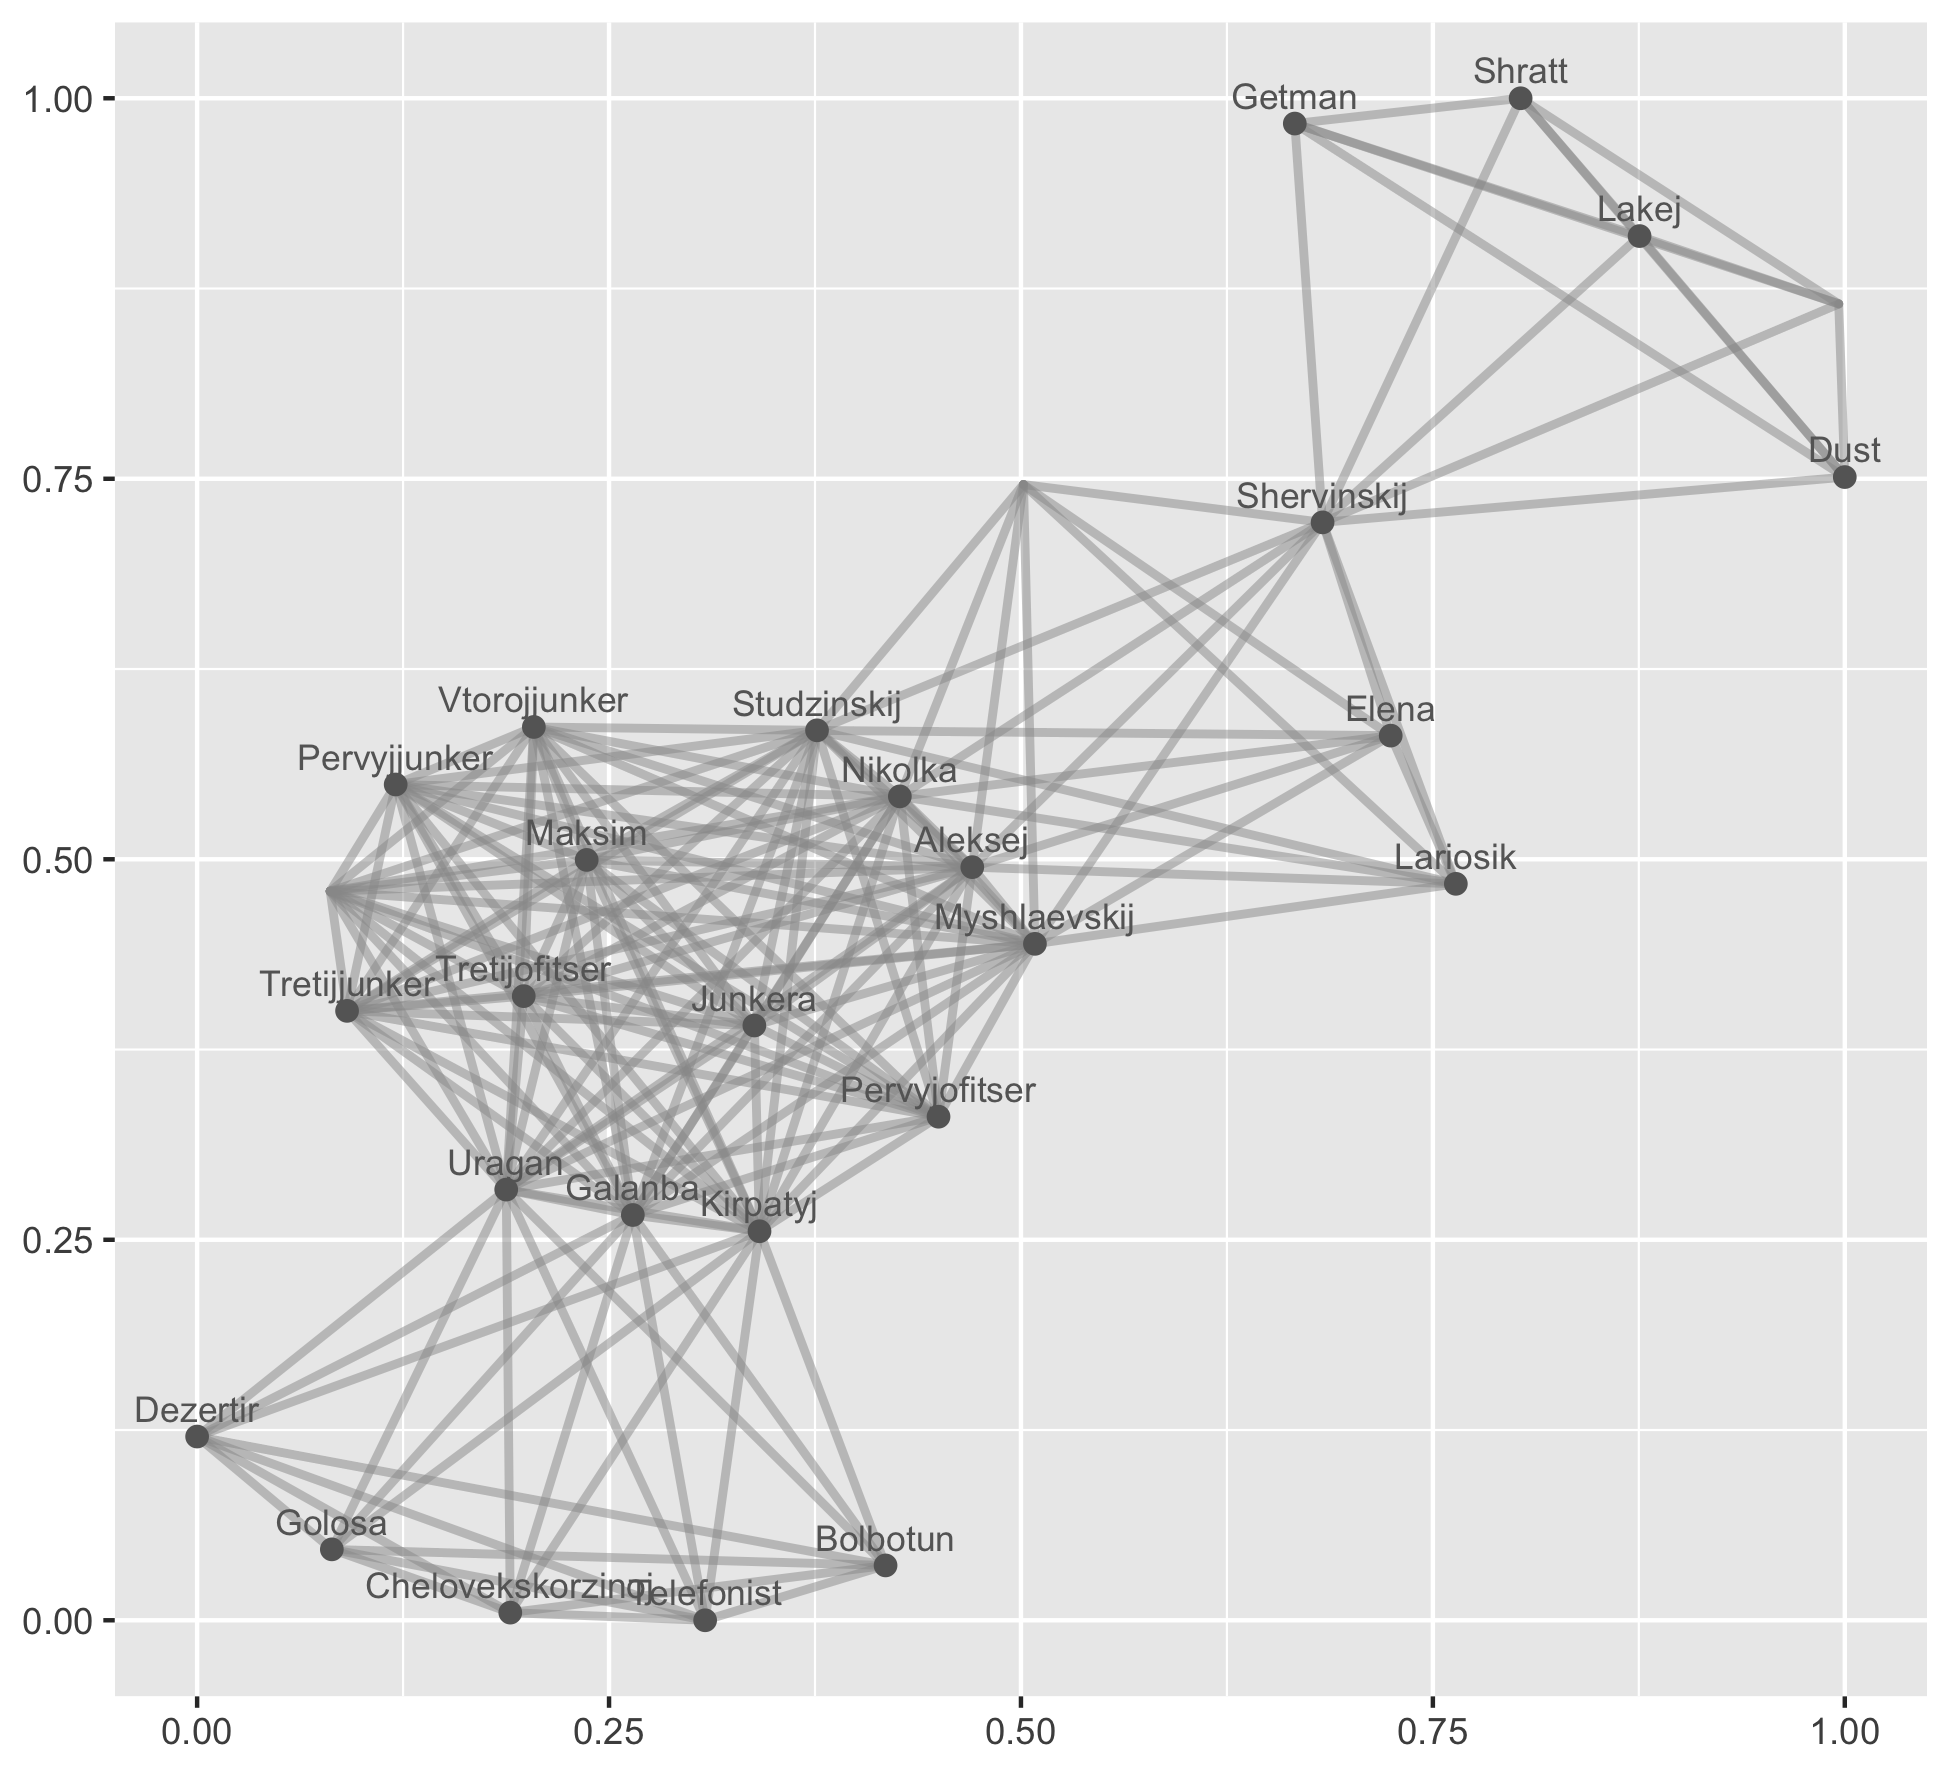 Shratt
Getman
1.00
Lakej
Dust
0.75
Shervinskij
Vtorojjunker
Studzinskij
Elena
Pervyjjunker
Nikolka
Maksim
Aleksej
0.50
Lariosik
Myshlaevskij
Tretijofitser
Tretijjunker
Junkera
Pervyjofitser
Uragan
Galanba
Kirpatyj
0.25
Dezertir
Golosa
Bolbotun
Chelovekskorzinoj
Telefonist
0.00
0.00 0.25 0.50 0.75 1.00